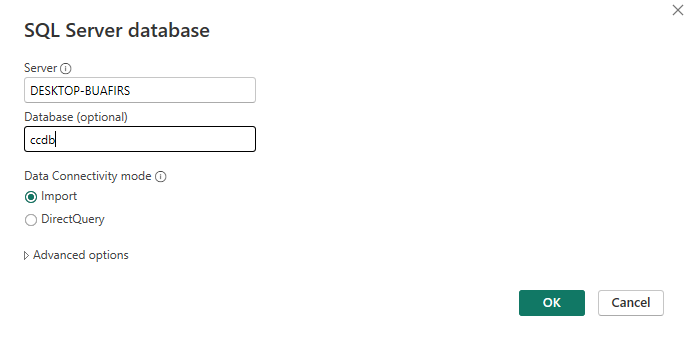 SQL Server database
Server
DESKTOP-BUAFIRS
Database (optional)
ccdb
Data Connectivity mode
Import
DirectQuery
Advanced options
OK Cancel